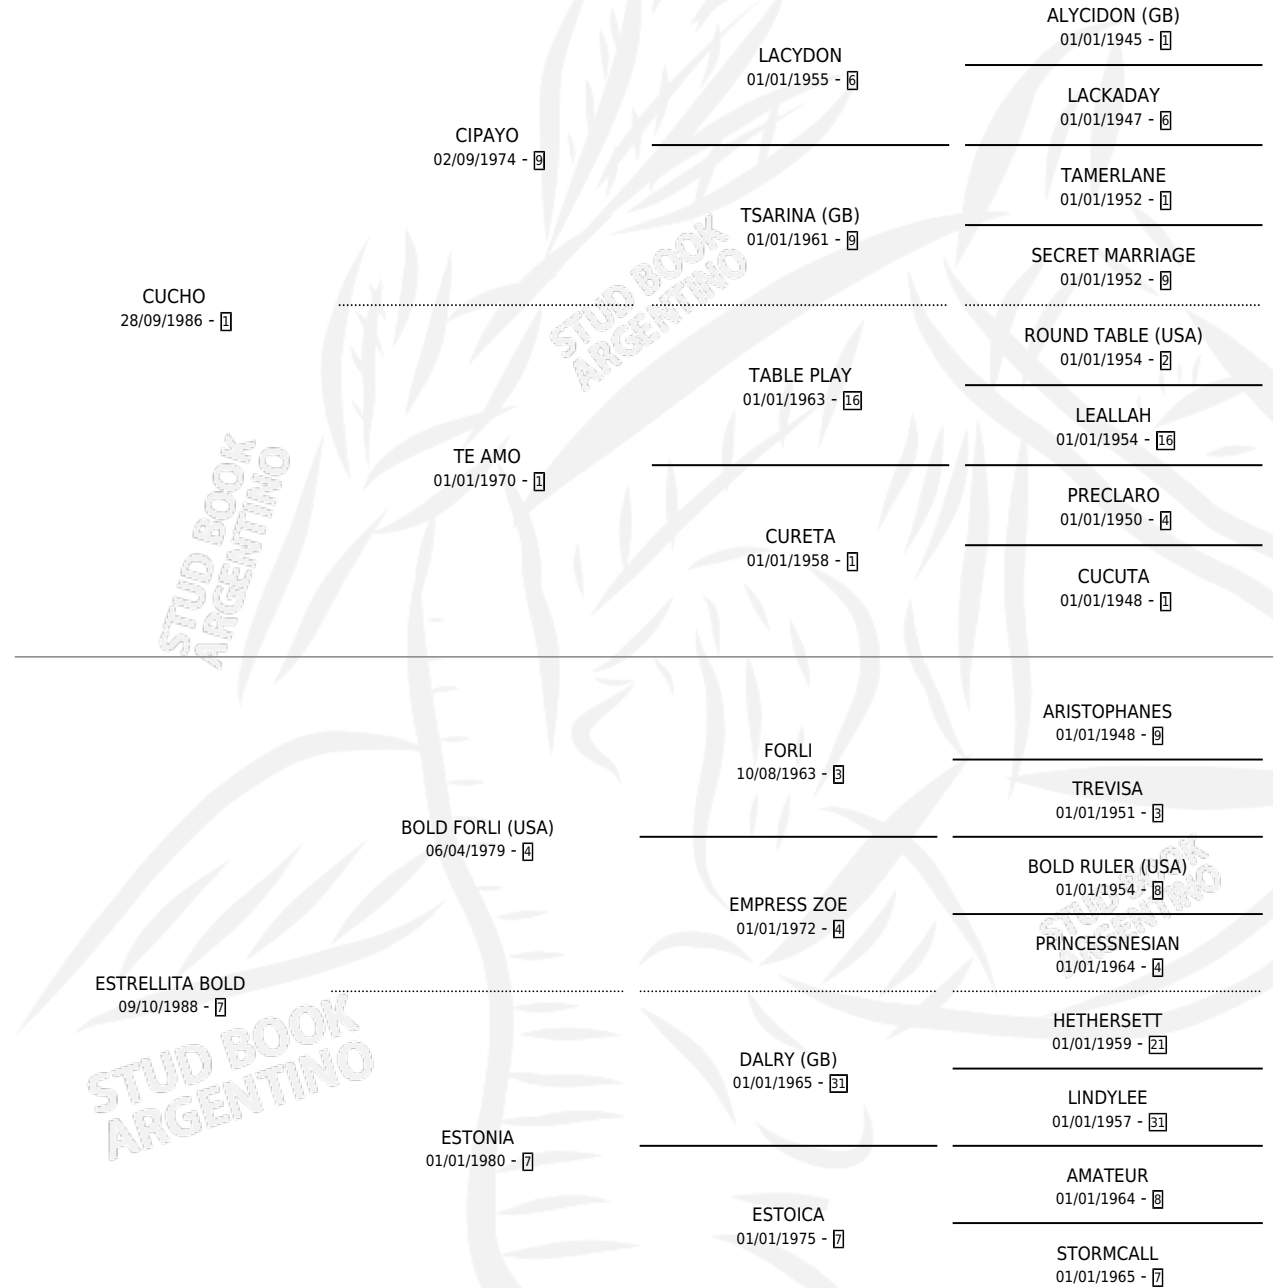 ALYCIDON (GB)
01/01/1945 - 1
LACYDON
01/01/1955 - 6
LACKADAY
01/01/1947 - 6
CIPAYO
02/09/1974 - 9
TAMERLANE
01/01/1952 - 1
TSARINA (GB)
01/01/1961 - 9
SECRET MARRIAGE
01/01/1952 - 9
CUCHO
28/09/1986 - 1
ROUND TABLE (USA)
01/01/1954 - 2
TABLE PLAY
01/01/1963 - 16
LEALLAH
01/01/1954 - 16
TE AMO
01/01/1970 - 1
PRECLARO
01/01/1950 - 4
CURETA
01/01/1958 - 1
CUCUTA
01/01/1948 - 1
STUD BOOK
ARGENTINO
STUD BOOK
ARGENTINO
ARISTOPHANES
01/01/1948 - 9
FORLI
10/08/1963 - 3
TREVISA
01/01/1951 - 3
BOLD FORLI (USA)
06/04/1979 - 4
BOLD RULER (USA)
01/01/1954 - 8
EMPRESS ZOE
01/01/1972 - 4
PRINCESSNESIAN
01/01/1964 - 4
ESTRELLITA BOLD
09/10/1988 - 7
HETHERSETT
01/01/1959 - 21
DALRY (GB)
01/01/1965 - 31
LINDYLEE
01/01/1957 - 31
ESTONIA
01/01/1980 - 7
AMATEUR
01/01/1964 - 8
ESTOICA
01/01/1975 - 7
STORMCALL
01/01/1965 - 7
STUD BOOK
ARGENTINO
STUD BOOK
ARGENTINO